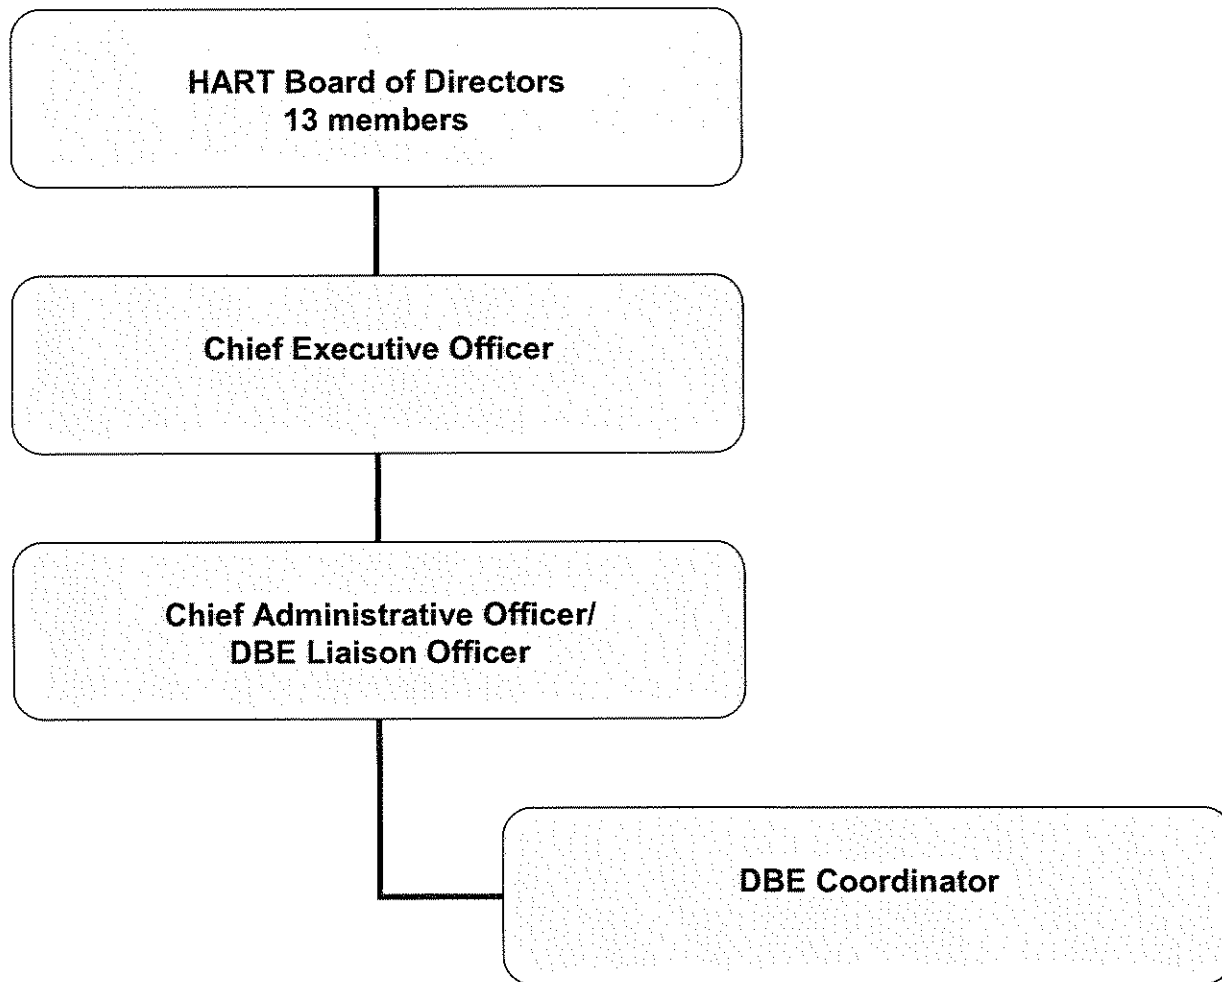 HART Board of Directors
13 members
Chief Executive Officer
Chief Administrative Officer/
DBE Liaison Officer
DBE Coordinator